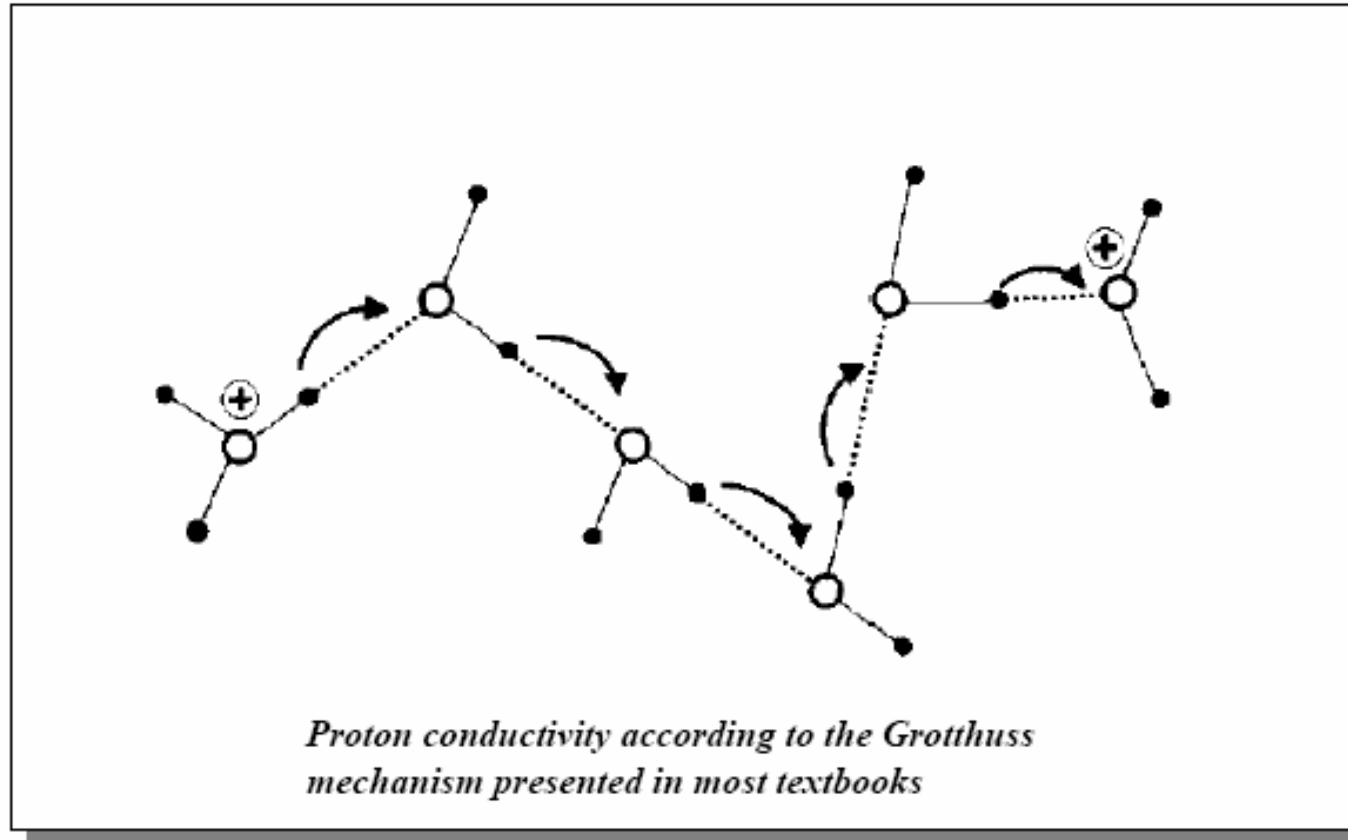 +
+
Proton conductivity according to the Grotthuss
mechanism presented in most textbooks